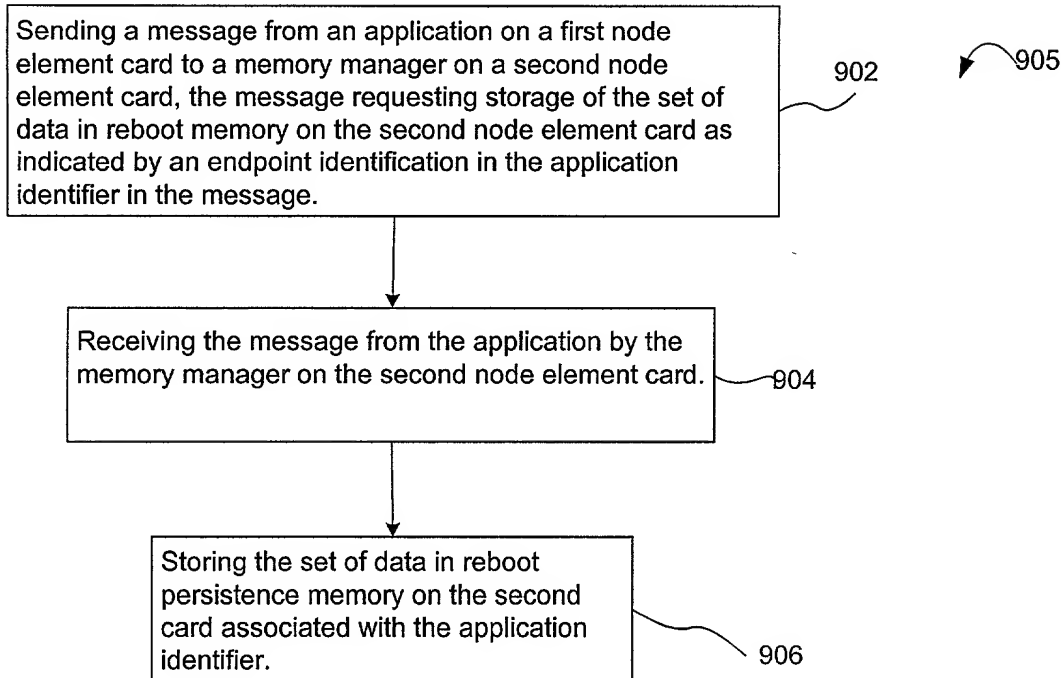 Sending a message from an application on a first node
element card to a memory manager on a second node
element card, the message requesting storage of the set of
data in reboot memory on the second node element card as
indicated by an endpoint identification in the application
identifier in the message.
902
905
Receiving the message from the application by the
memory manager on the second node element card.
904
Storing the set of data in reboot
persistence memory on the second
card associated with the application
identifier.
906